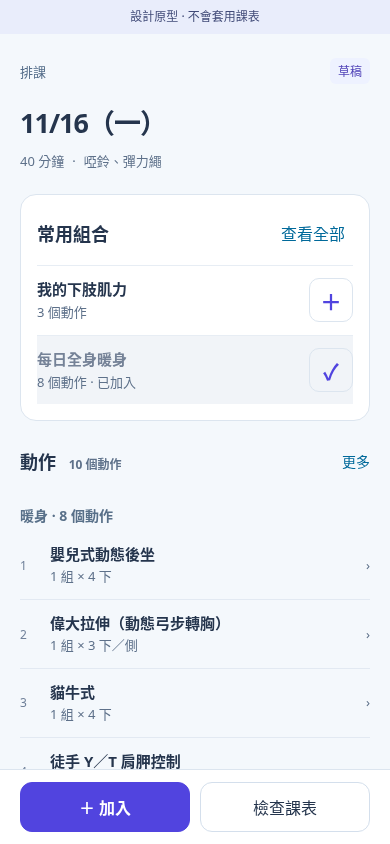 設計原型 · 不會套用課表
排課
草稿
11/16（一）
40 分鐘 · 啞鈴、彈力繩
常用組合
查看全部
我的下肢肌力
3 個動作
每日全身暖身
8 個動作 · 已加入
動作 10 個動作
更多
暖身 · 8 個動作
1 嬰兒式動態後坐
1 組 × 4 下
2 偉大拉伸（動態弓步轉胸）
1 組 × 3 下／側
3 貓牛式
1 組 × 4 下
徒手 Y／T 肩胛控制
＋ 加入
檢查課表